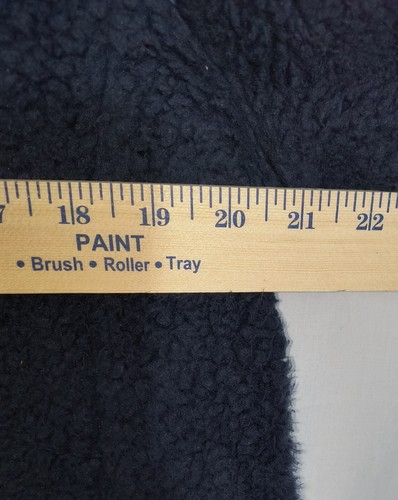 7 18 19 20 21 22
PAINT
• Brush • Roller • Tray